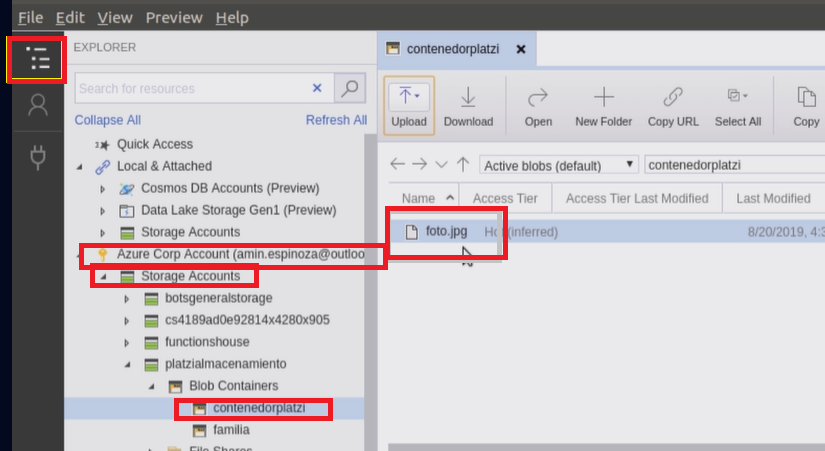 File Edit View Preview Help
EXPLORER
Search for resources
Collapse All Refresh All
Quick Access
Local & Attached
Cosmos DB Accounts (Preview)
Data Lake Storage Gen1 (Preview)
Storage Accounts
Azure Corp Account (amin.espinoza@outloo
Storage Accounts
botsgeneralstorage
cs4189ad0e92814x4280x905
functionshouse
platzialmacenamiento
Blob Containers
contenedorplatzi
familia
File Shares
contenedorplatzi
Upload Download Open New Folder Copy URL Select All Copy
Active blobs (default) contenedorplatzi
Name Access Tier Access Tier Last Modified Last Modified
foto.jpg Hot (inferred) 8/20/2019, 4:3